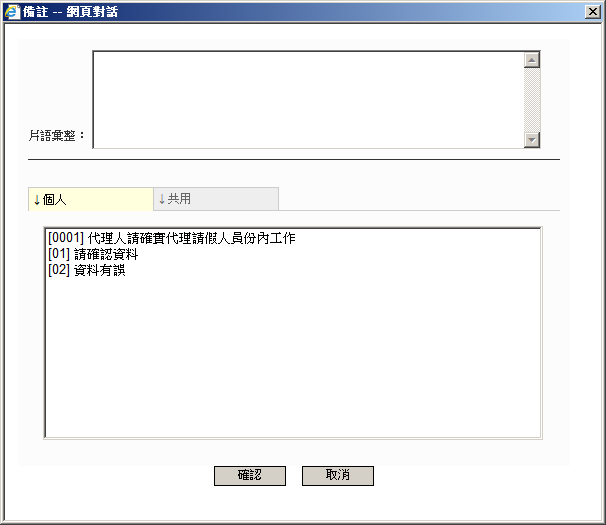 備註 -- 網頁對話
片語彙整：
↓個人
↓共用
[0001] 代理人請確實代理請假人員份內工作
[01] 請確認資料
[02] 資料有誤
確認
取消